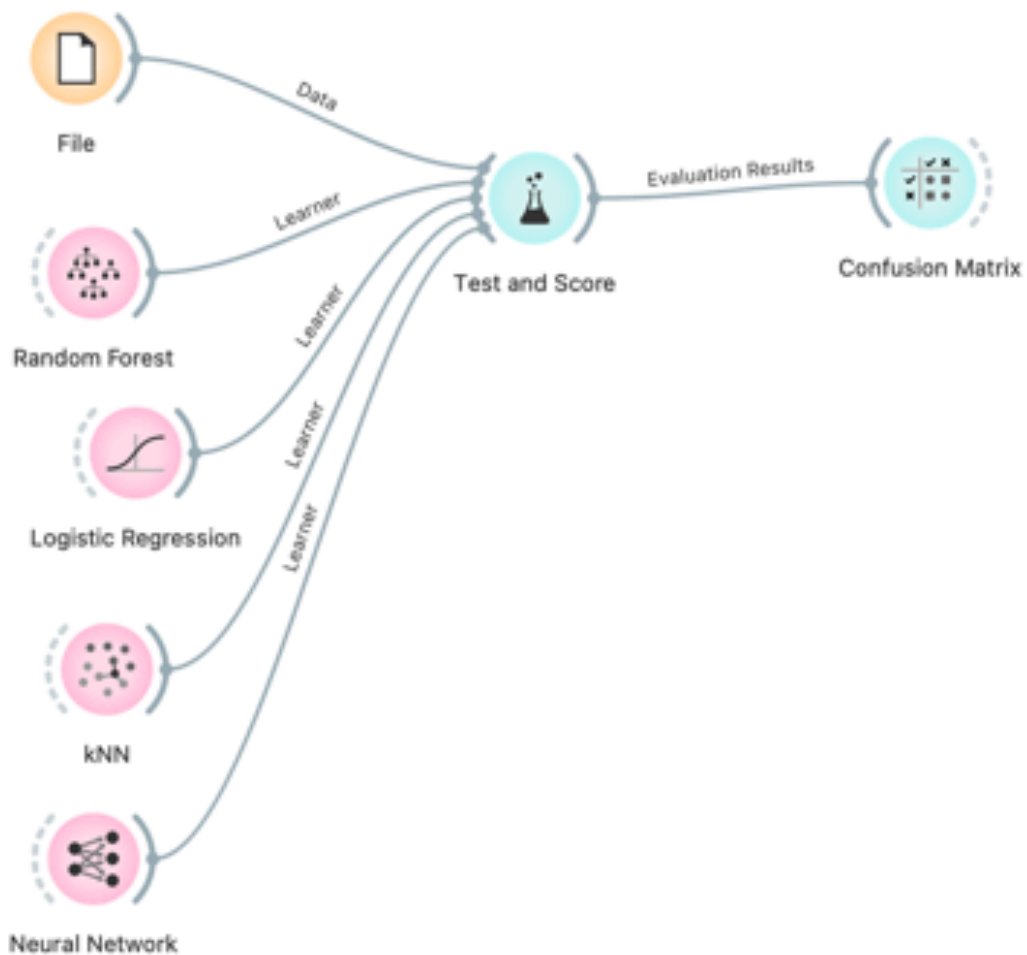 File
Data
Random Forest
Learner
Logistic Regression
Learner
kNN
Learner
Neural Network
Learner
Test and Score
Evaluation Results
Confusion Matrix